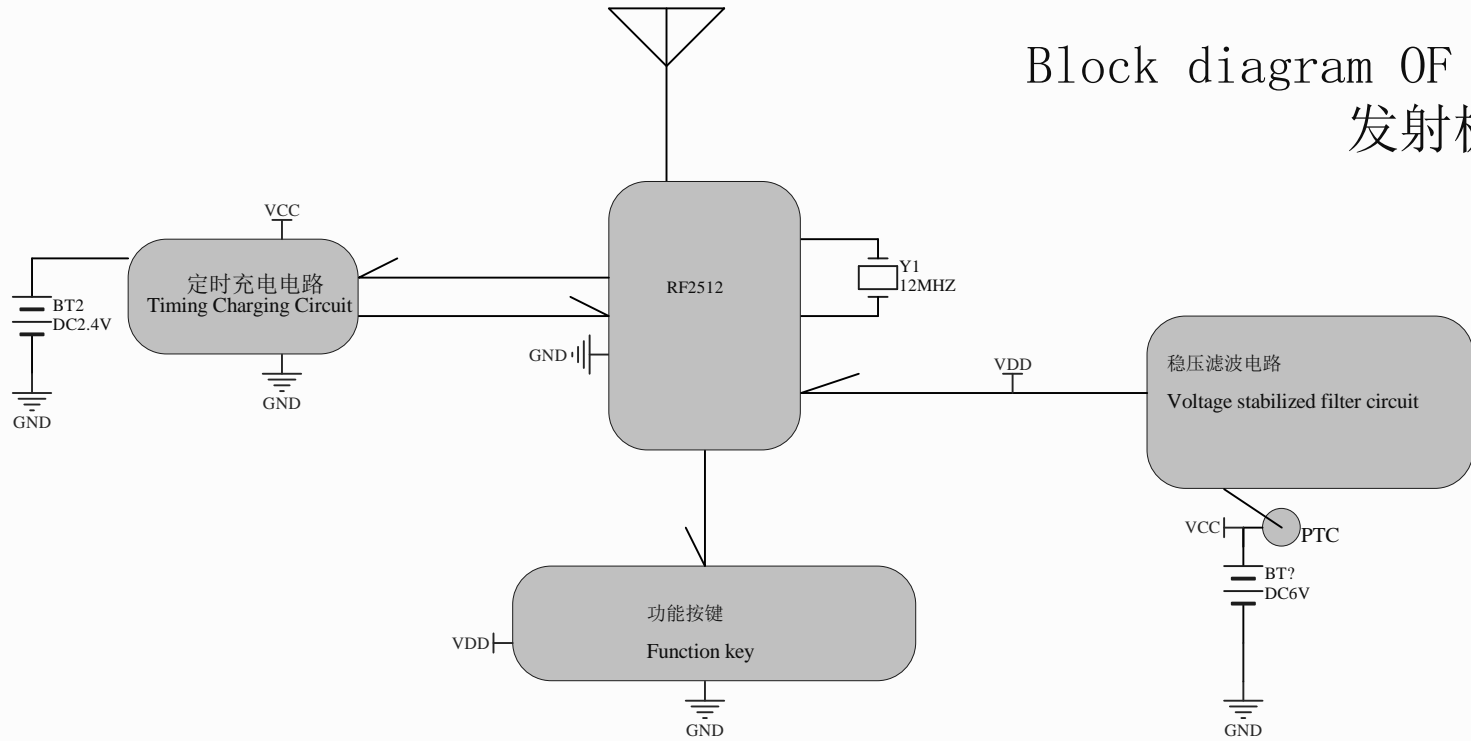 Block diagram OF
发射
VCC
定时充电电路
Timing Charging Circuit
BT2
DC2.4V
GND
GND
RF2512
GND
Y1
12MHZ
VDD
稳压滤波电路
Voltage stabilized filter circuit
VCC
PTC
BT?
DC6V
GND
功能按键
Function key
VDD
GND